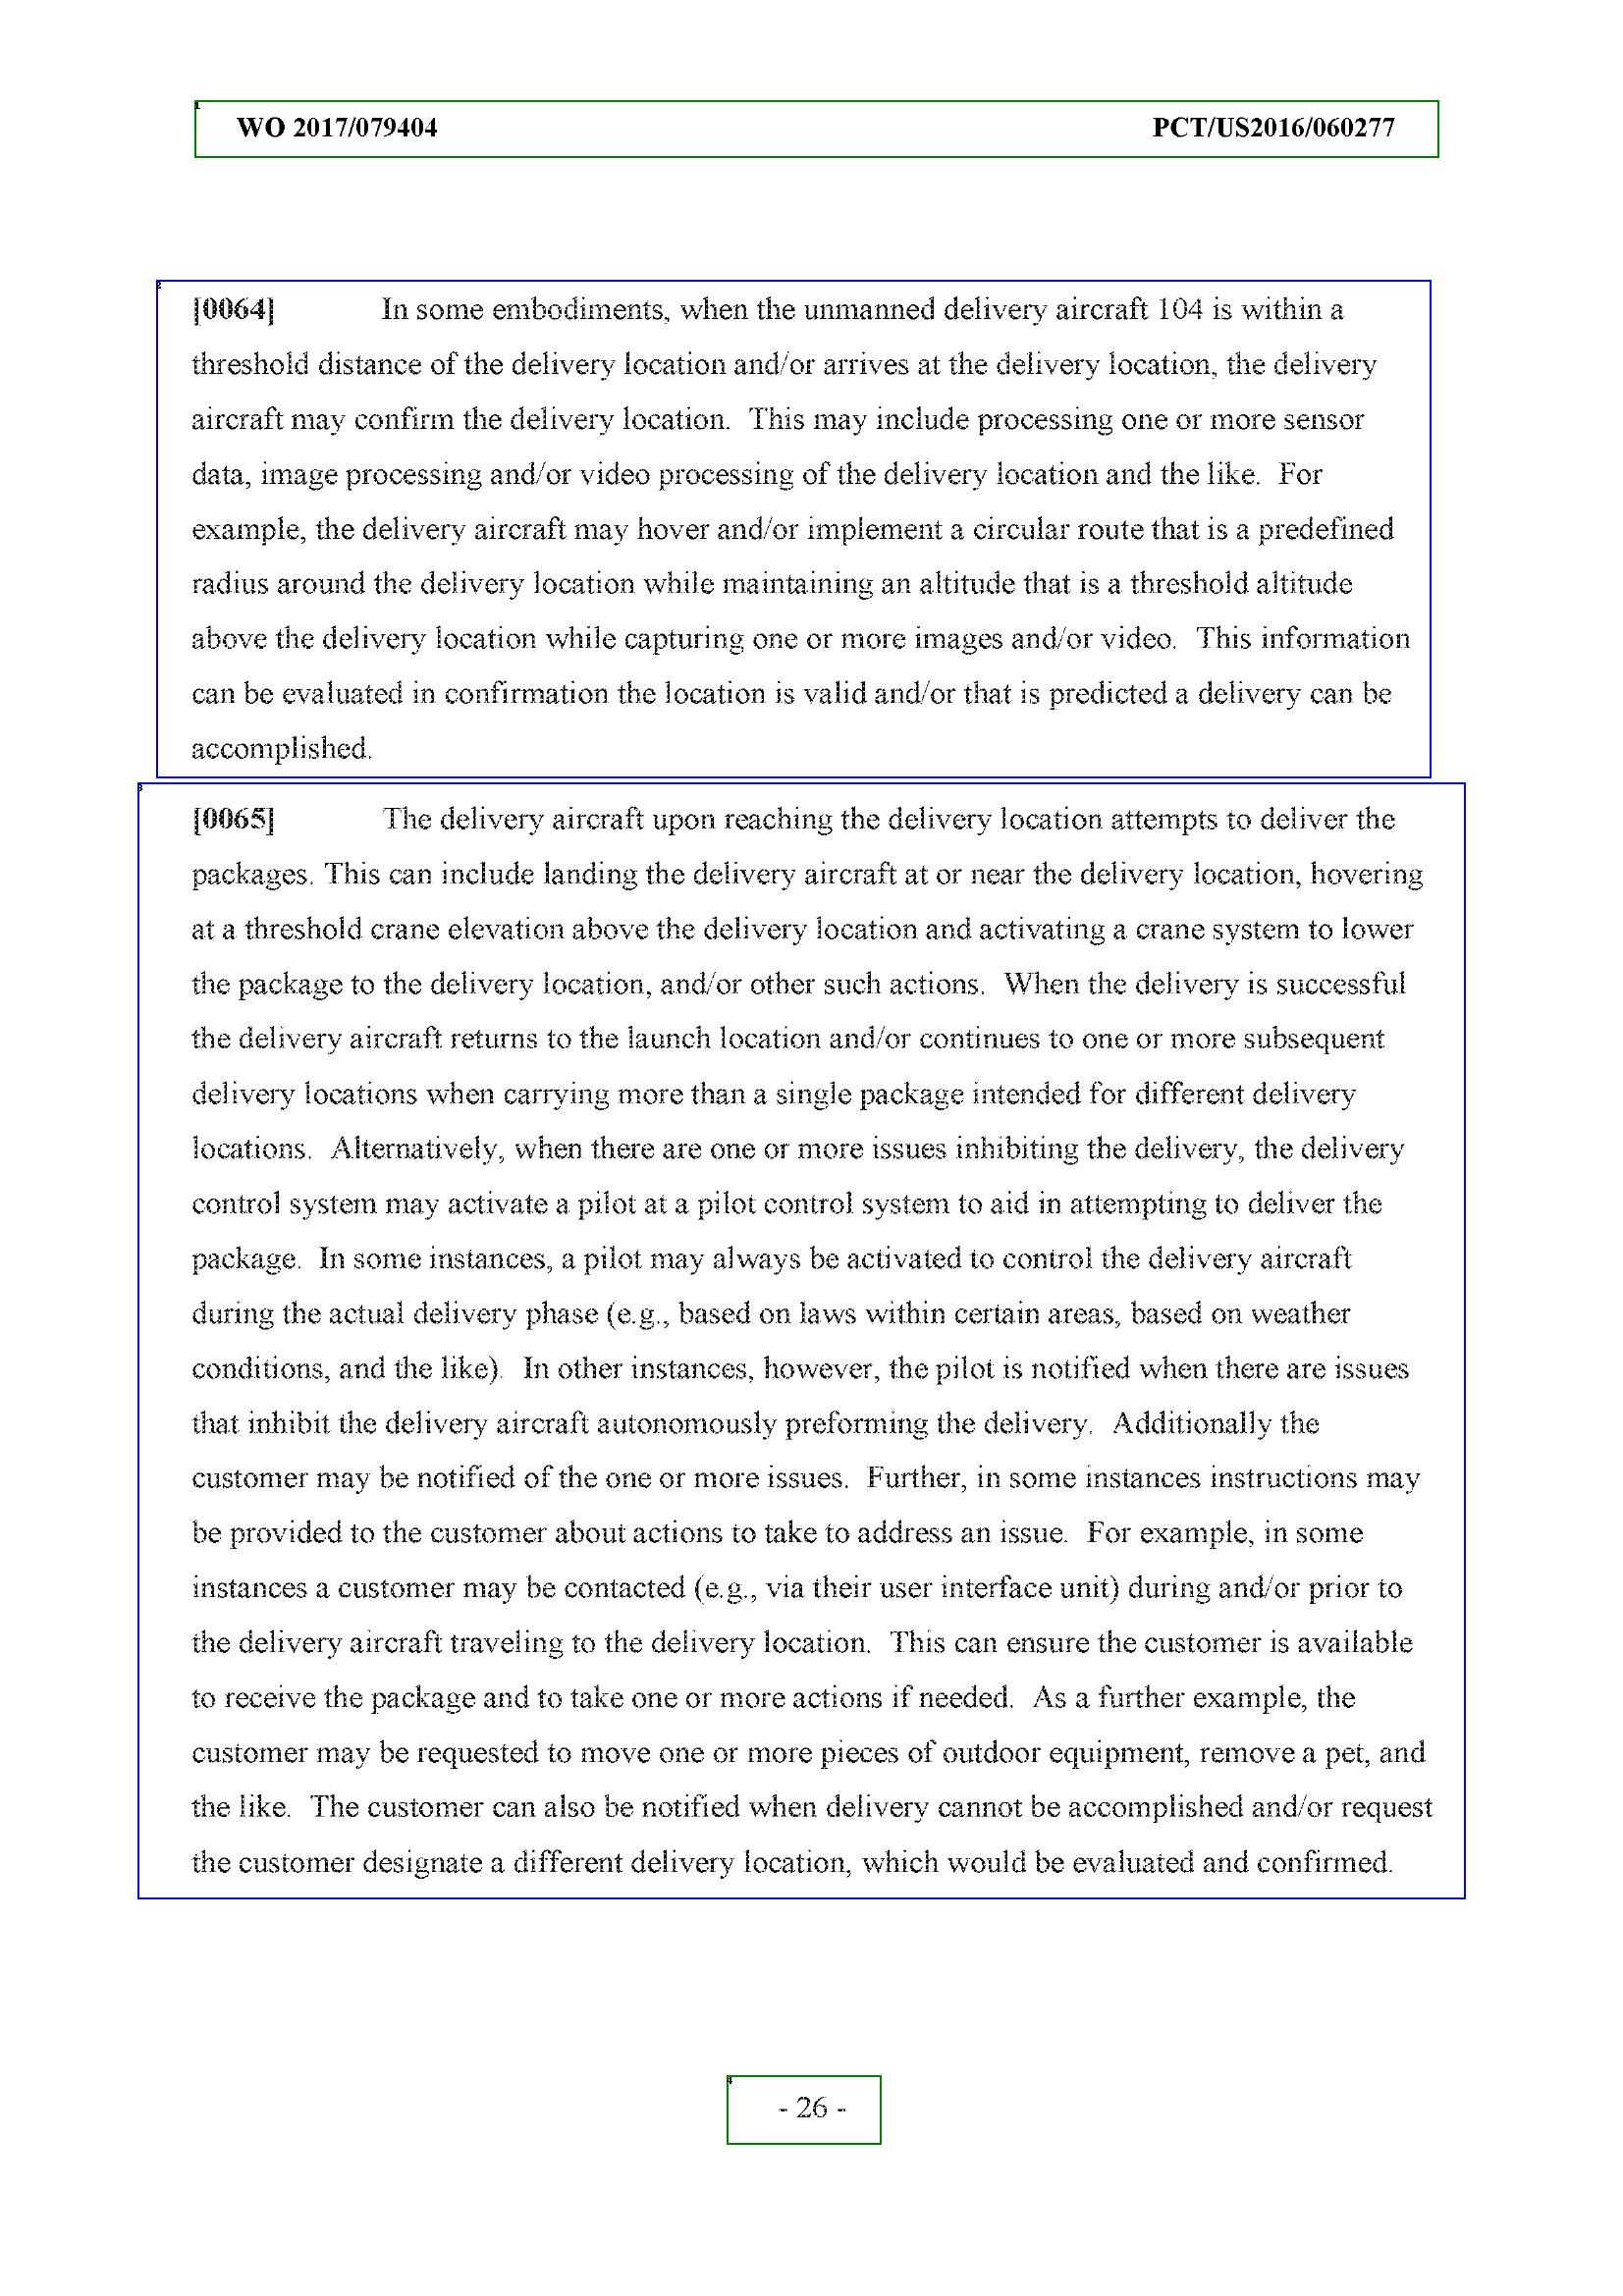 WO 2017/079404 PCT/US2016/060277
[0064] In some embodiments, when the unmanned delivery aircraft 104 is within a
threshold distance of the delivery location and/or arrives at the delivery location, the delivery
aircraft may confirm the delivery location. This may include processing one or more sensor
data, image processing and/or video processing of the delivery location and the like. For
example, the delivery aircraft may hover and/or implement a circular route that is a predefined
radius around the delivery location while maintaining an altitude that is a threshold altitude
above the delivery location while capturing one or more images and/or video. This information
can be evaluated in confirmation the location is valid and/or that is predicted a delivery can be
accomplished.
[0065] The delivery aircraft upon reaching the delivery location attempts to deliver the
packages. This can include landing the delivery aircraft at or near the delivery location, hovering
at a threshold crane elevation above the delivery location and activating a crane system to lower
the package to the delivery location, and/or other such actions. When the delivery is successful
the delivery aircraft returns to the launch location and/or continues to one or more subsequent
delivery locations when carrying more than a single package intended for different delivery
locations. Alternatively, when there are one or more issues inhibiting the delivery, the delivery
control system may activate a pilot at a pilot control system to aid in attempting to deliver the
package. In some instances, a pilot may always be activated to control the delivery aircraft
during the actual delivery phase (e.g., based on laws within certain areas, based on weather
conditions, and the like). In other instances, however, the pilot is notified when there are issues
that inhibit the delivery aircraft autonomously preforming the delivery. Additionally the
customer may be notified of the one or more issues. Further, in some instances instructions may
be provided to the customer about actions to take to address an issue. For example, in some
instances a customer may be contacted (e.g., via their user interface unit) during and/or prior to
the delivery aircraft traveling to the delivery location. This can ensure the customer is available
to receive the package and to take one or more actions if needed. As a further example, the
customer may be requested to move one or more pieces of outdoor equipment, remove a pet, and
the like. The customer can also be notified when delivery cannot be accomplished and/or request
the customer designate a different delivery location, which would be evaluated and confirmed.
- 26 -